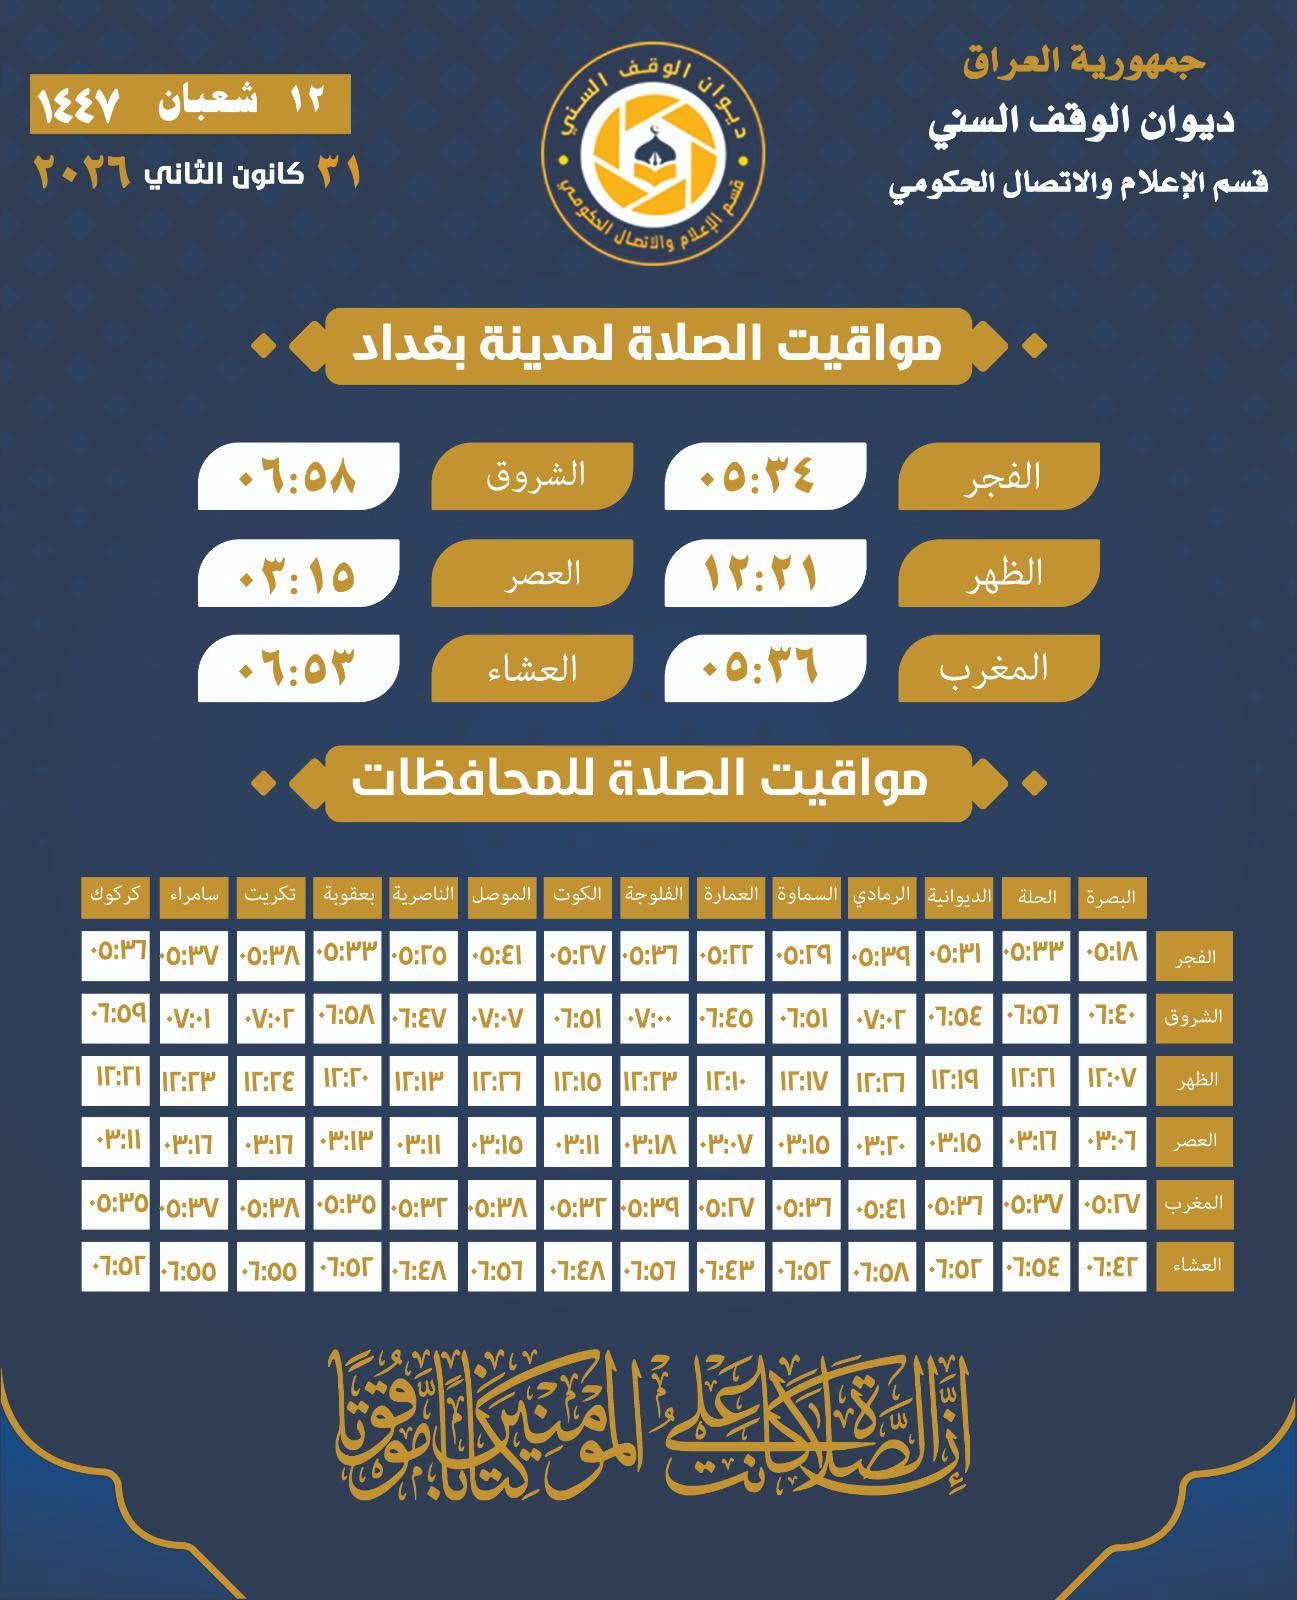 جمهورية العراق
ديوان الوقف السني
قسم الإعلام والاتصال الحكومي
ديوان الوقف السني
قسم الإعلام والاتصال الحكومي
١٢ شعبان ١٤٤٧
٣١ كانون الثاني ٢٠٢٦
مواقيت الصلاة لمدينة بغداد
الفجر ٠٥:٣٤ الشروق ٠٦:٥٨
الظهر ١٢:٢١ العصر ٠٣:١٥
المغرب ٠٥:٣٦ العشاء ٠٦:٥٣
مواقيت الصلاة للمحافظات
البصرة الحلة الديوانية الرمادي السماوة العمارة الفلوجة الكوت الموصل الناصرية بعقوبة تكريت سامراء كركوك
الفجر ٠٥:١٨ ٠٥:٣٣ ٠٥:٣١ ٠٥:٣٩ ٠٥:٢٩ ٠٥:٢٢ ٠٥:٣٦ ٠٥:٢٧ ٠٥:٤١ ٠٥:٢٥ ٠٥:٣٣ ٠٥:٣٨ ٠٥:٣٧ ٠٥:٣٦
الشروق ٠٦:٤٠ ٠٦:٥٦ ٠٦:٥٤ ٠٧:٠٢ ٠٦:٥١ ٠٦:٤٥ ٠٧:٠٠ ٠٦:٥١ ٠٧:٠٧ ٠٦:٤٧ ٠٦:٥٨ ٠٧:٠٢ ٠٧:٠١ ٠٦:٥٩
الظهر ١٢:٠٧ ١٢:٢١ ١٢:١٩ ١٢:٢٦ ١٢:١٧ ١٢:١٠ ١٢:٢٣ ١٢:١٥ ١٢:٢٦ ١٢:١٣ ١٢:٢٠ ١٢:٢٤ ١٢:٢٣ ١٢:٢١
العصر ٠٣:٠٦ ٠٣:١٦ ٠٣:١٥ ٠٣:٢٠ ٠٣:١٥ ٠٣:٠٧ ٠٣:١٨ ٠٣:١١ ٠٣:١٥ ٠٣:١١ ٠٣:١٣ ٠٣:١٦ ٠٣:١٦ ٠٣:١١
المغرب ٠٥:٢٧ ٠٥:٣٧ ٠٥:٣٦ ٠٥:٤١ ٠٥:٣٦ ٠٥:٢٧ ٠٥:٣٩ ٠٥:٣٢ ٠٥:٣٨ ٠٥:٣٢ ٠٥:٣٥ ٠٥:٣٨ ٠٥:٣٧ ٠٥:٣٥
العشاء ٠٦:٤٢ ٠٦:٥٤ ٠٦:٥٢ ٠٦:٥٨ ٠٦:٥٢ ٠٦:٤٣ ٠٦:٥٦ ٠٦:٤٨ ٠٦:٥٦ ٠٦:٤٨ ٠٦:٥٢ ٠٦:٥٥ ٠٦:٥٥ ٠٦:٥٢
إِنَّ الصَّلَاةَ كَانَتْ عَلَى الْمُؤْمِنِينَ كِتَابًا مَّوْقُوتًا